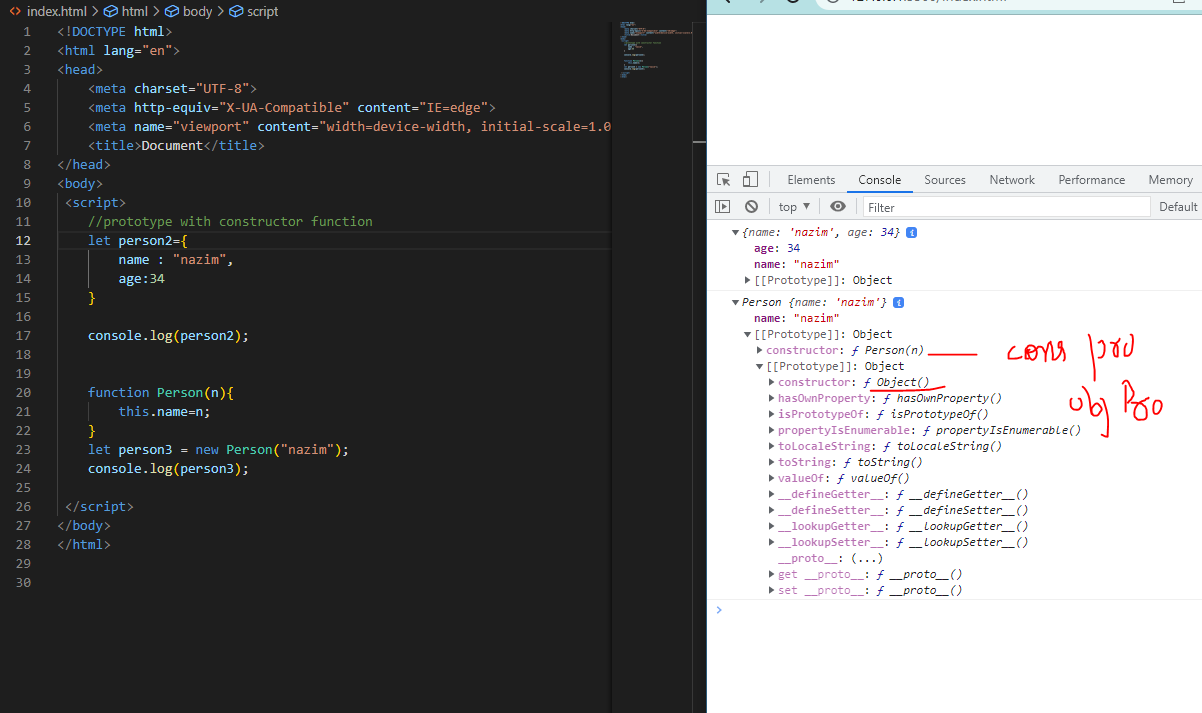 index.html > html > body > script
1 <!DOCTYPE html>
2 <html lang="en">
3 <head>
4 <meta charset="UTF-8">
5 <meta http-equiv="X-UA-Compatible" content="IE=edge">
6 <meta name="viewport" content="width=device-width, initial-scale=1.0
7 <title>Document</title>
8 </head>
9 <body>
10 <script>
11 //prototype with constructor function
12 let person2={
13 name : "nazim",
14 age:34
15 }
16
17 console.log(person2);
18
19
20 function Person(n){
21 this.name=n;
22 }
23 let person3 = new Person("nazim");
24 console.log(person3);
25
26 </script>
27 </body>
28 </html>
29
30
Elements Console Sources Network Performance Memory
top Filter Default
{name: 'nazim', age: 34}
age: 34
name: "nazim"
[[Prototype]]: Object
Person {name: 'nazim'}
name: "nazim"
[[Prototype]]: Object
constructor: ƒ Person(n)
cons pro
[[Prototype]]: Object
constructor: ƒ Object()
obj Pro
hasOwnProperty: ƒ hasOwnProperty()
isPrototypeOf: ƒ isPrototypeOf()
propertyIsEnumerable: ƒ propertyIsEnumerable()
toLocaleString: ƒ toLocaleString()
toString: ƒ toString()
valueOf: ƒ valueOf()
__defineGetter__: ƒ __defineGetter__()
__defineSetter__: ƒ __defineSetter__()
__lookupGetter__: ƒ __lookupGetter__()
__lookupSetter__: ƒ __lookupSetter__()
__proto__: (...)
get __proto__: ƒ __proto__()
set __proto__: ƒ __proto__()